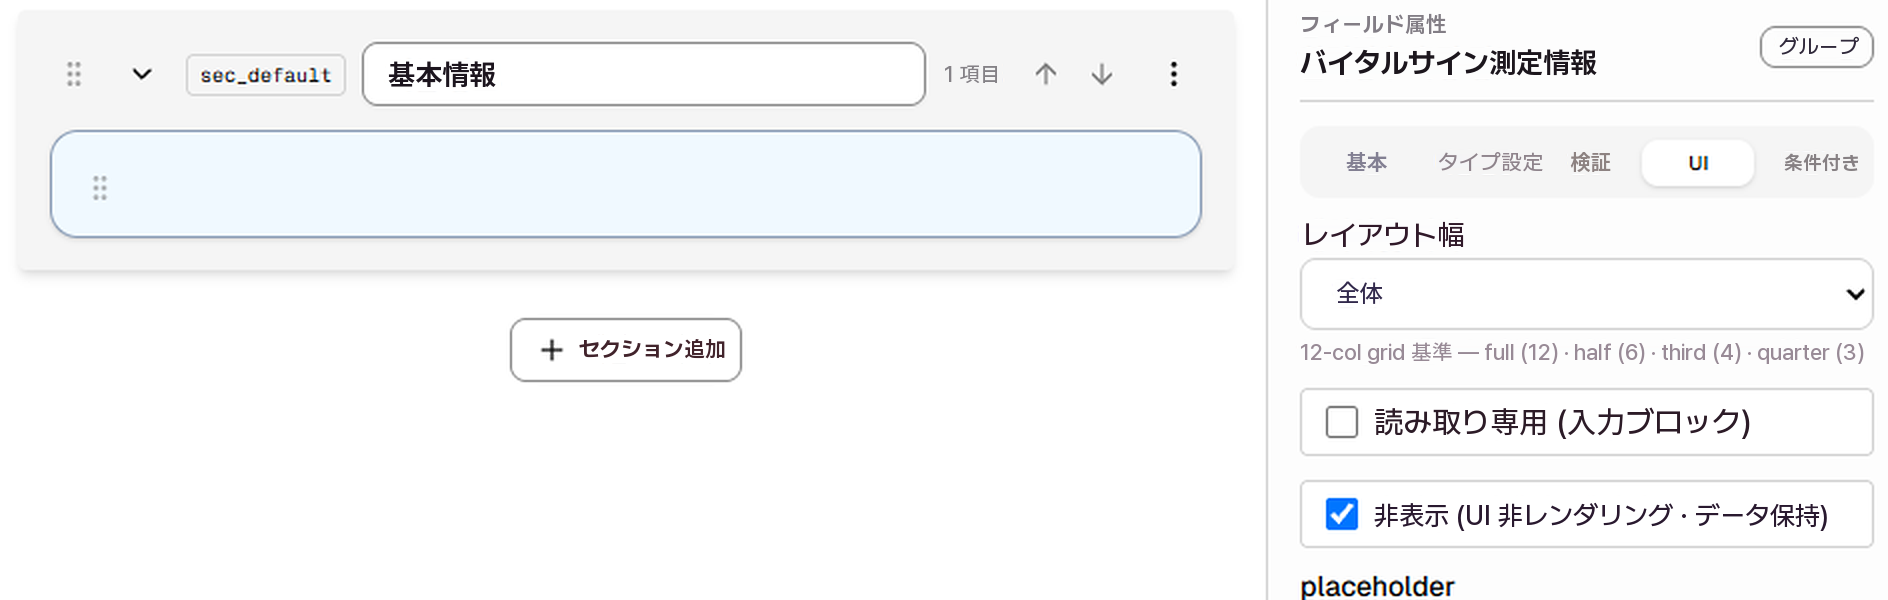 sec_default
基本情報
1 項目
セクション追加
フィールド属性
バイタルサイン測定情報
グループ
基本
タイプ設定
検証
UI
条件付き
レイアウト幅
全体
12-col grid 基準 — full (12) · half (6) · third (4) · quarter (3)
読み取り専用 (入力ブロック)
非表示 (UI 非レンダリング · データ保持)
placeholder